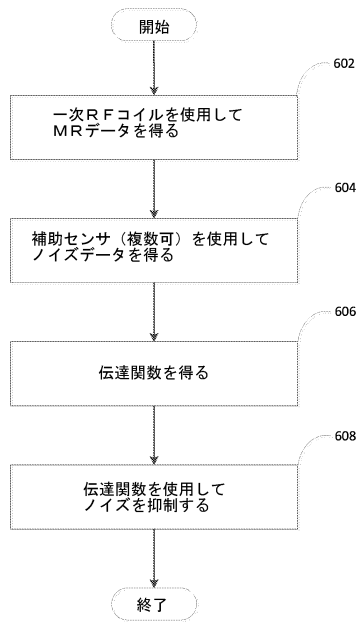 開始
602
一次ＲＦコイルを使用して
ＭＲデータを得る
604
補助センサ（複数可）を使用して
ノイズデータを得る
606
伝達関数を得る
608
伝達関数を使用して
ノイズを抑制する
終了